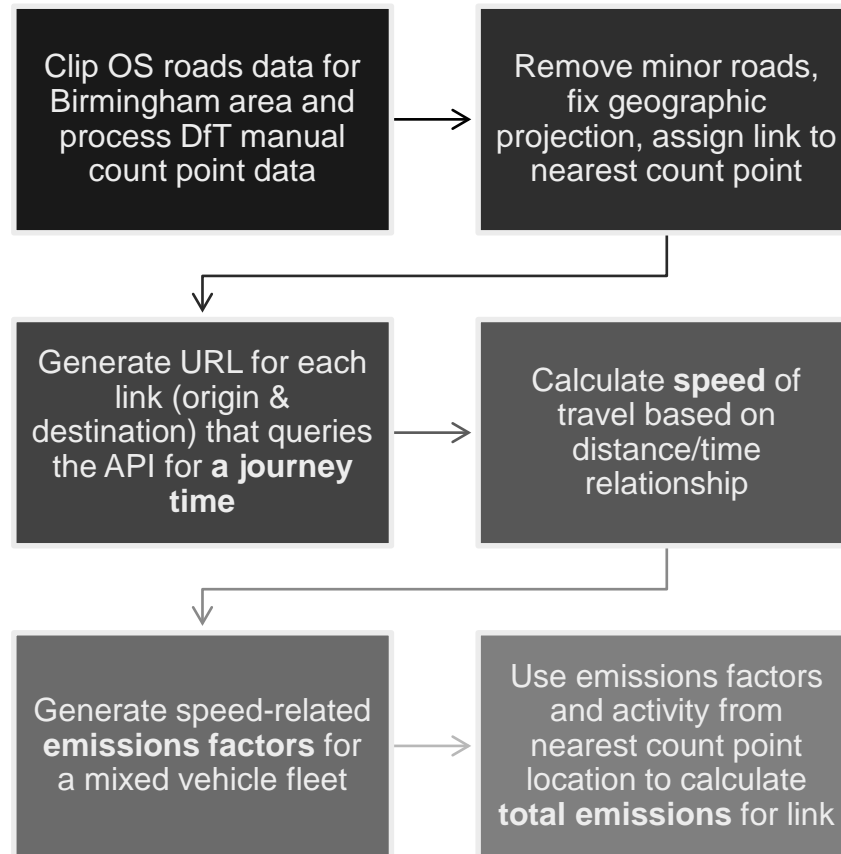 Clip OS roads data for
Birmingham area and
process DfT manual
count point data
Remove minor roads,
fix geographic
projection, assign link to
nearest count point
Generate URL for each
link (origin &
destination) that queries
the API for a journey
time
Calculate speed of
travel based on
distance/time
relationship
Generate speed-related
emissions factors for
a mixed vehicle fleet
Use emissions factors
and activity from
nearest count point
location to calculate
total emissions for link